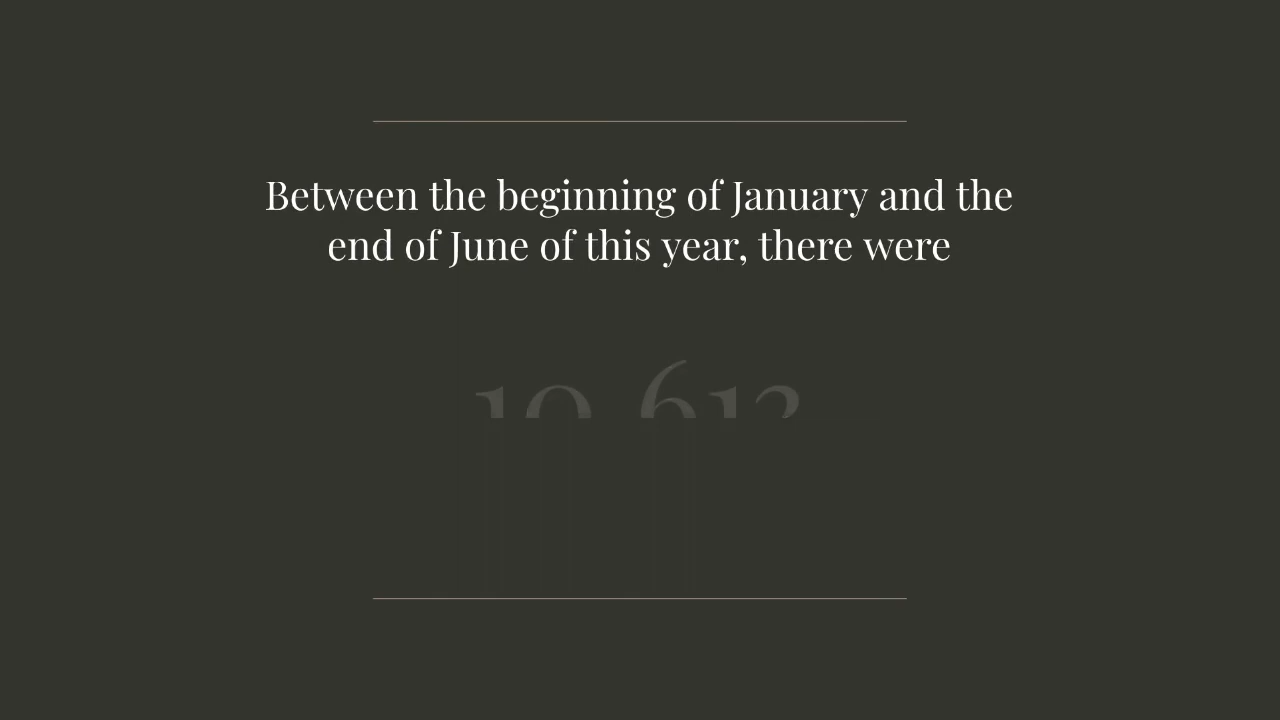 Between the beginning of January and the
end of June of this year, there were